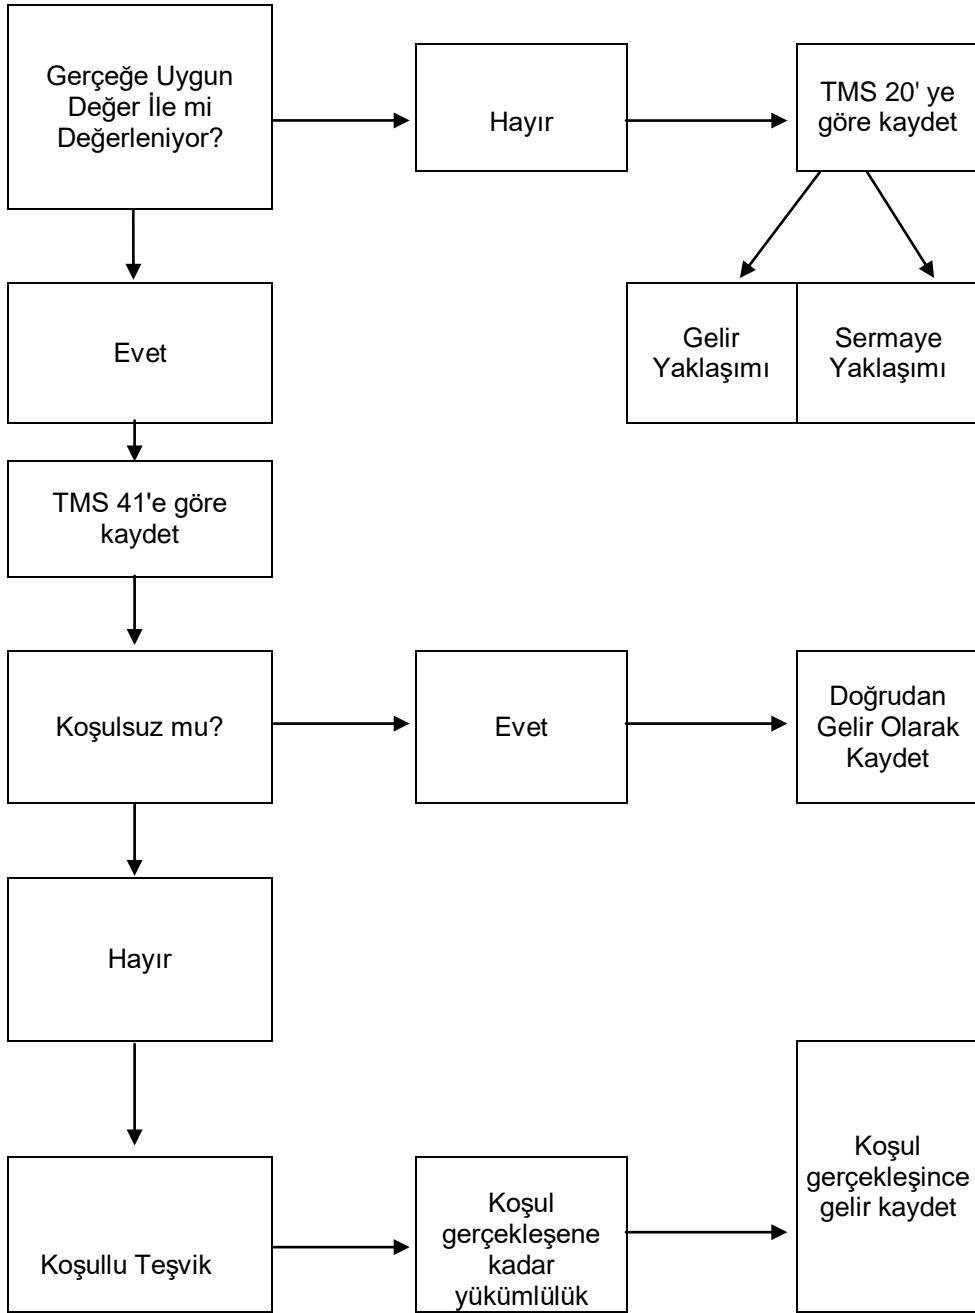 Gerçeğe Uygun
Değer İle mi
Değerleniyor?
Hayır
TMS 20' ye
göre kaydet
Evet
Gelir
Yaklaşımı
Sermaye
Yaklaşımı
TMS 41'e göre
kaydet
Koşulsuz mu?
Evet
Doğrudan
Gelir Olarak
Kaydet
Hayır
Koşullu Teşvik
Koşul
gerçekleşene
kadar
yükümlülük
Koşul
gerçekleşince
gelir kaydet